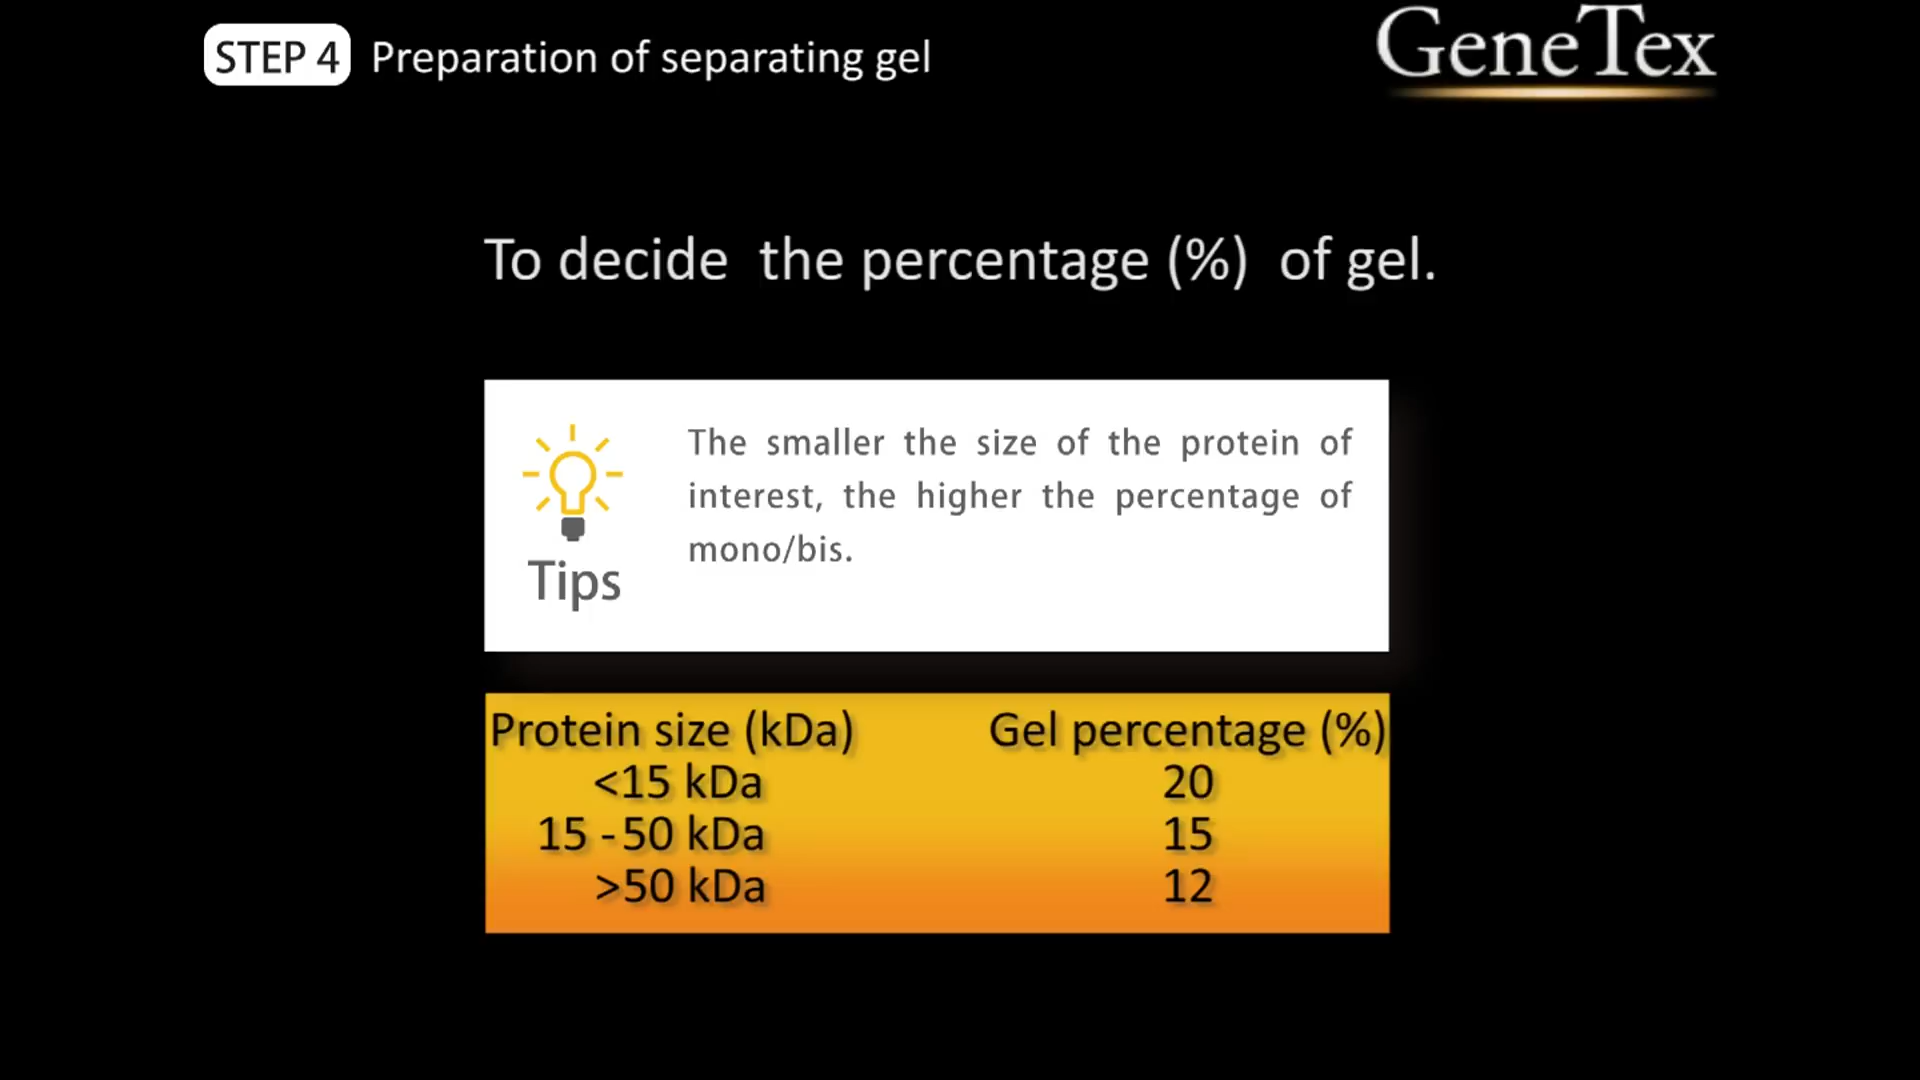 STEP 4 Preparation of separating gel
GeneTex
To decide the percentage (%) of gel.
The smaller the size of the protein of
interest, the higher the percentage of
mono/bis.
Tips
Protein size (kDa) Gel percentage (%)
<15 kDa 20
15 -50 kDa 15
>50 kDa 12